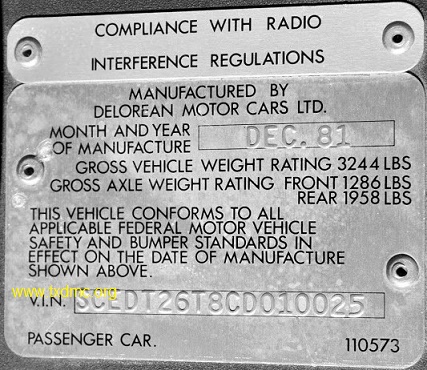 COMPLIANCE WITH RADIO
INTERFERENCE REGULATIONS
MANUFACTURED BY
DELOREAN MOTOR CARS LTD.
MONTH AND YEAR
OF MANUFACTURE DEC. 81
GROSS VEHICLE WEIGHT RATING 3244 LBS
GROSS AXLE WEIGHT RATING FRONT 1286 LBS
REAR 1958 LBS
THIS VEHICLE CONFORMS TO ALL
APPLICABLE FEDERAL MOTOR VEHICLE
SAFETY AND BUMPER STANDARDS IN
EFFECT ON THE DATE OF MANUFACTURE
SHOWN ABOVE.
www.txdmc.org
V.I.N. SCEDT26T8CD010025
PASSENGER CAR. 110573